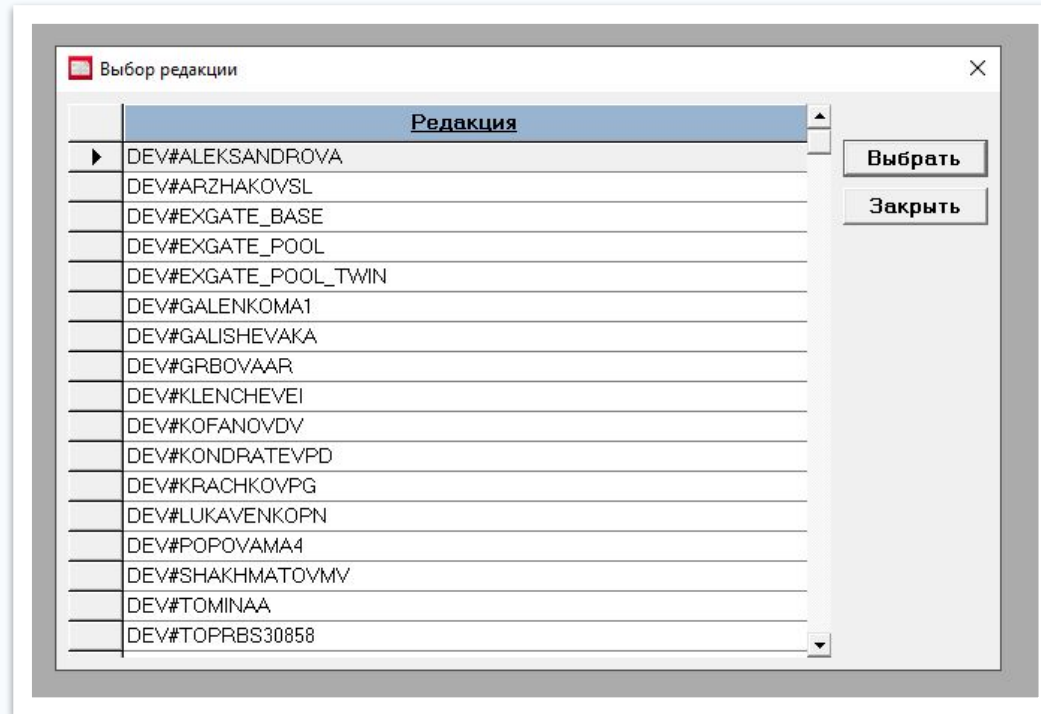 Выбор редакции
Редакция
DEV#ALEKSANDROVA
DEV#ARZHAKOVSL
DEV#EXGATE_BASE
DEV#EXGATE_POOL
DEV#EXGATE_POOL_TWIN
DEV#GALENKOMA1
DEV#GALISHEVAKA
DEV#GRBOVAAR
DEV#KLENCHEVEI
DEV#KOFANOVDV
DEV#KONDRATEVPD
DEV#KRACHKOVPG
DEV#LUKAVENKOPN
DEV#POPOVAMA4
DEV#SHAKHMATOVMV
DEV#TOMINAA
DEV#TOPRBS30858
Выбрать
Закрыть